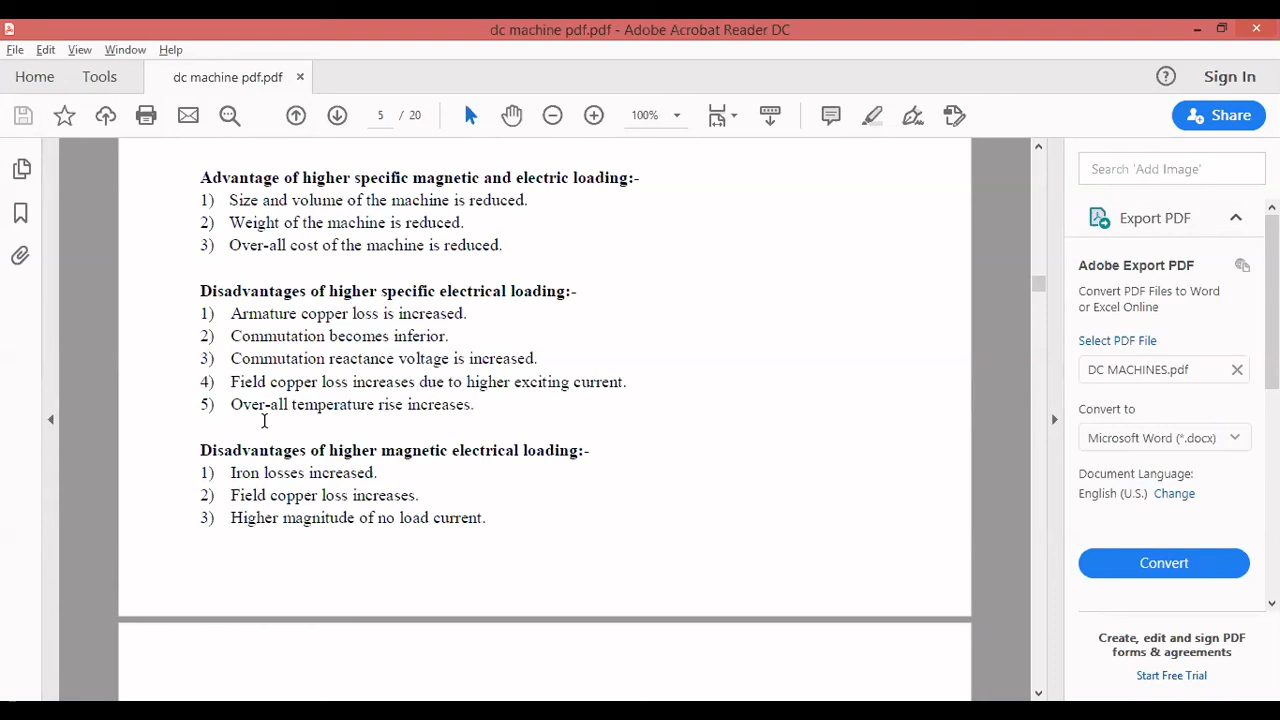 dc machine pdf.pdf - Adobe Acrobat Reader DC
File Edit View Window Help
Home Tools dc machine pdf.pdf × Sign In
5 / 20 100% Share
Advantage of higher specific magnetic and electric loading:-
1) Size and volume of the machine is reduced.
2) Weight of the machine is reduced.
3) Over-all cost of the machine is reduced.
Disadvantages of higher specific electrical loading:-
1) Armature copper loss is increased.
2) Commutation becomes inferior.
3) Commutation reactance voltage is increased.
4) Field copper loss increases due to higher exciting current.
5) Over-all temperature rise increases.
Disadvantages of higher magnetic electrical loading:-
1) Iron losses increased.
2) Field copper loss increases.
3) Higher magnitude of no load current.
Search 'Add Image'
Export PDF
Adobe Export PDF
Convert PDF Files to Word
or Excel Online
Select PDF File
DC MACHINES.pdf
Convert to
Microsoft Word (*.docx)
Document Language:
English (U.S.) Change
Convert
Create, edit and sign PDF
forms & agreements
Start Free Trial